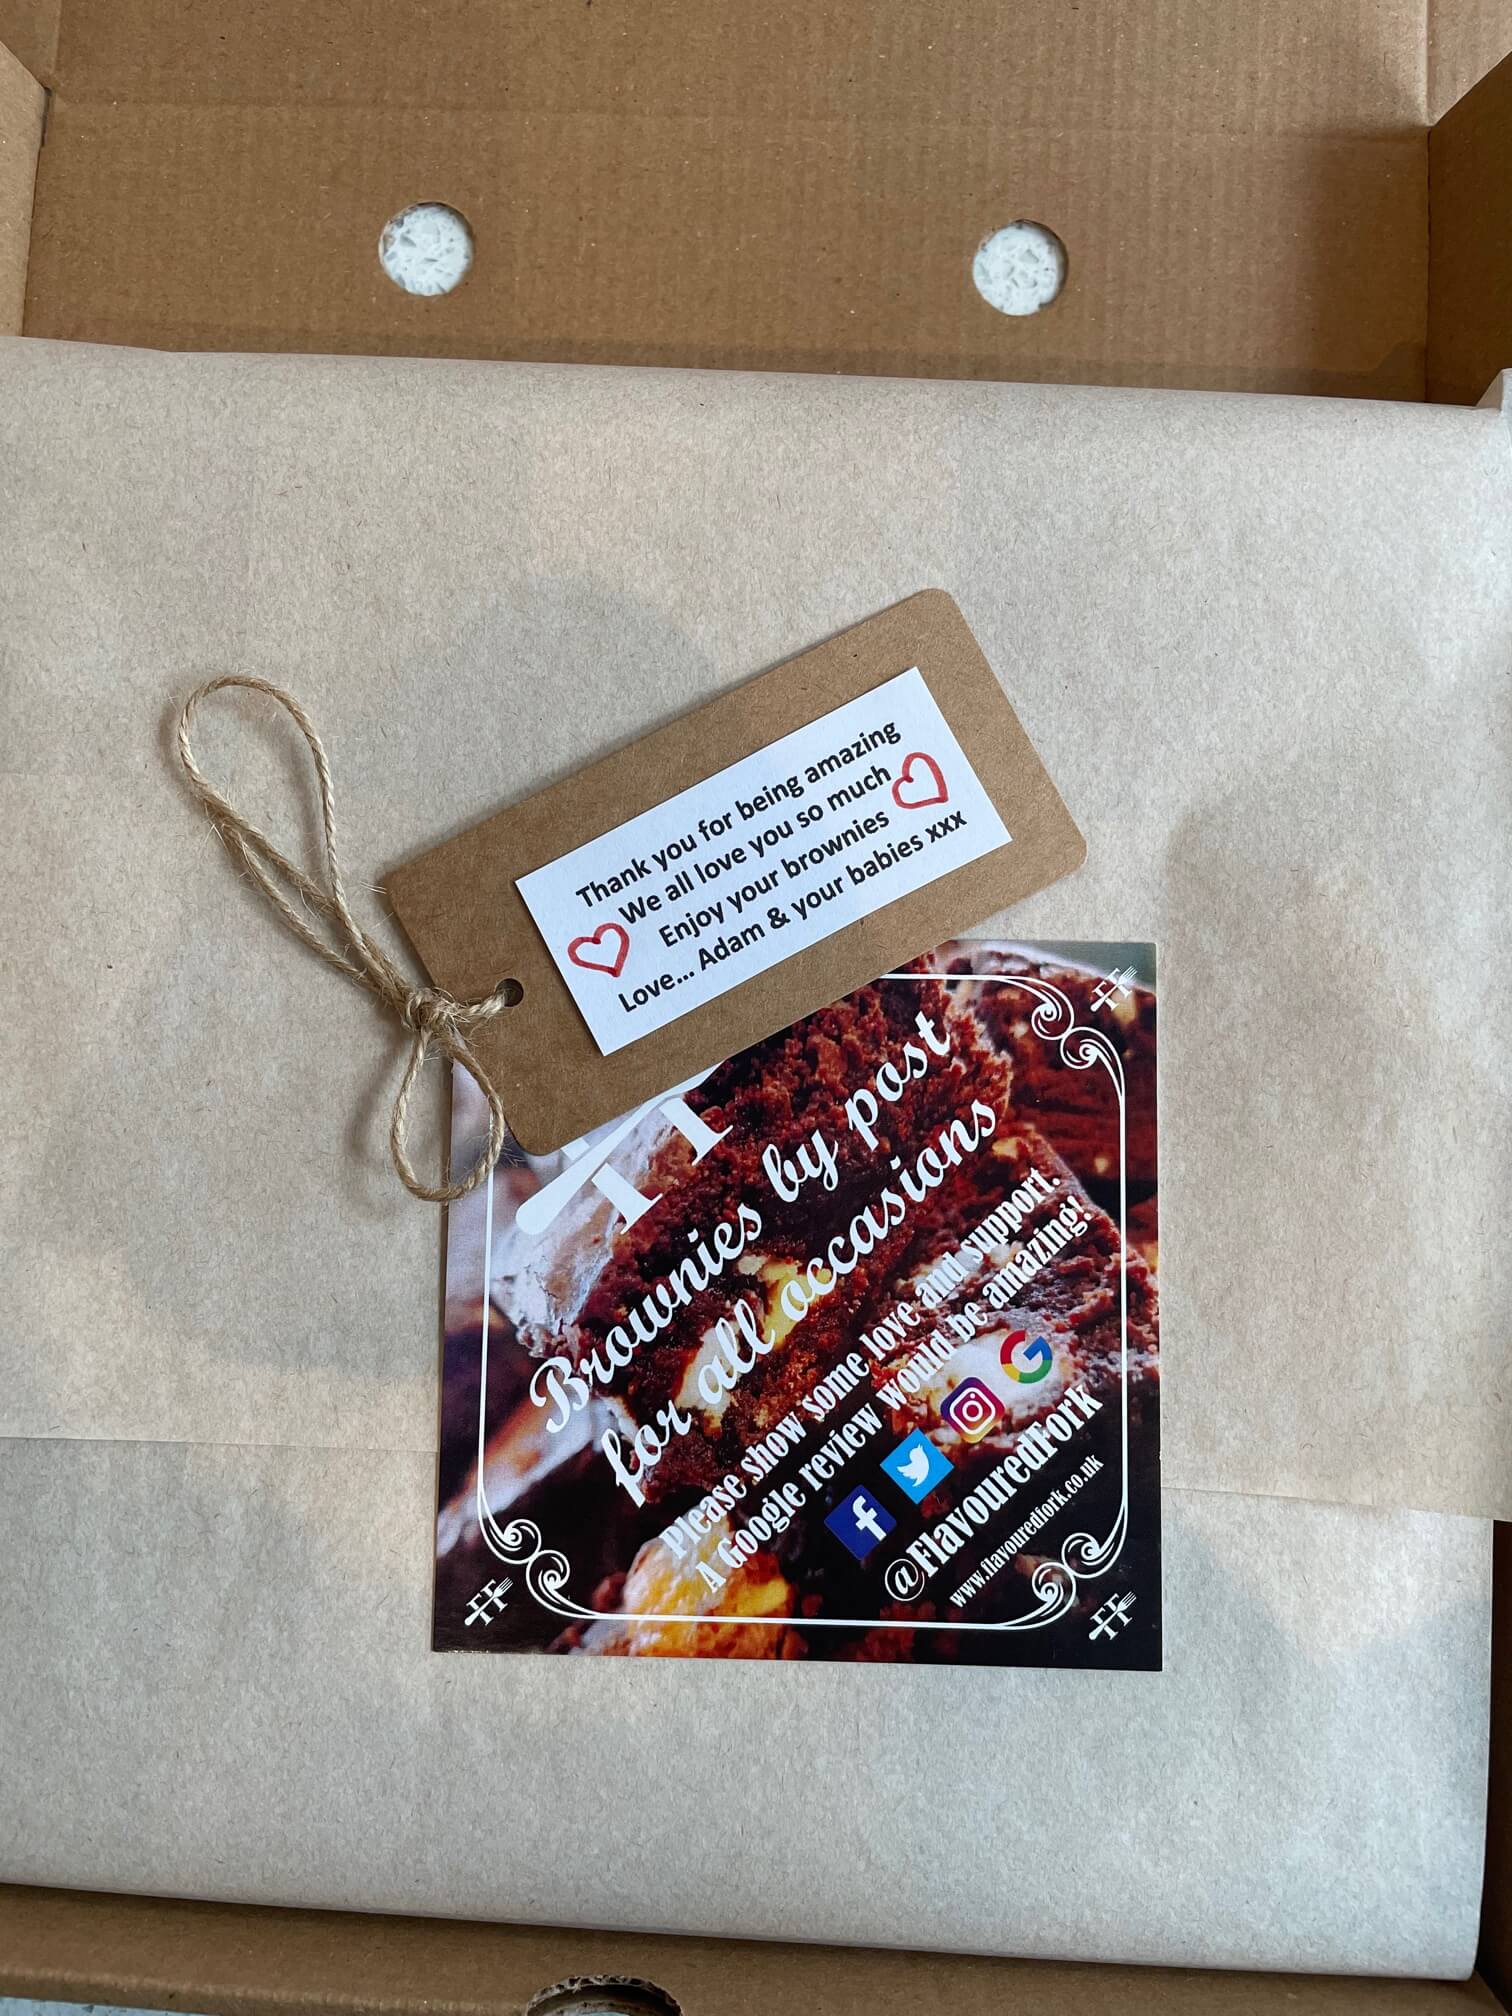 Thank you for being amazing
We all love you so much
Enjoy your brownies
Love... Adam & your babies xxx
Brownies by post
for all occasions
Please show some love and support.
A Google review would be amazing!
@FlavouredFork
www.flavouredfork.co.uk